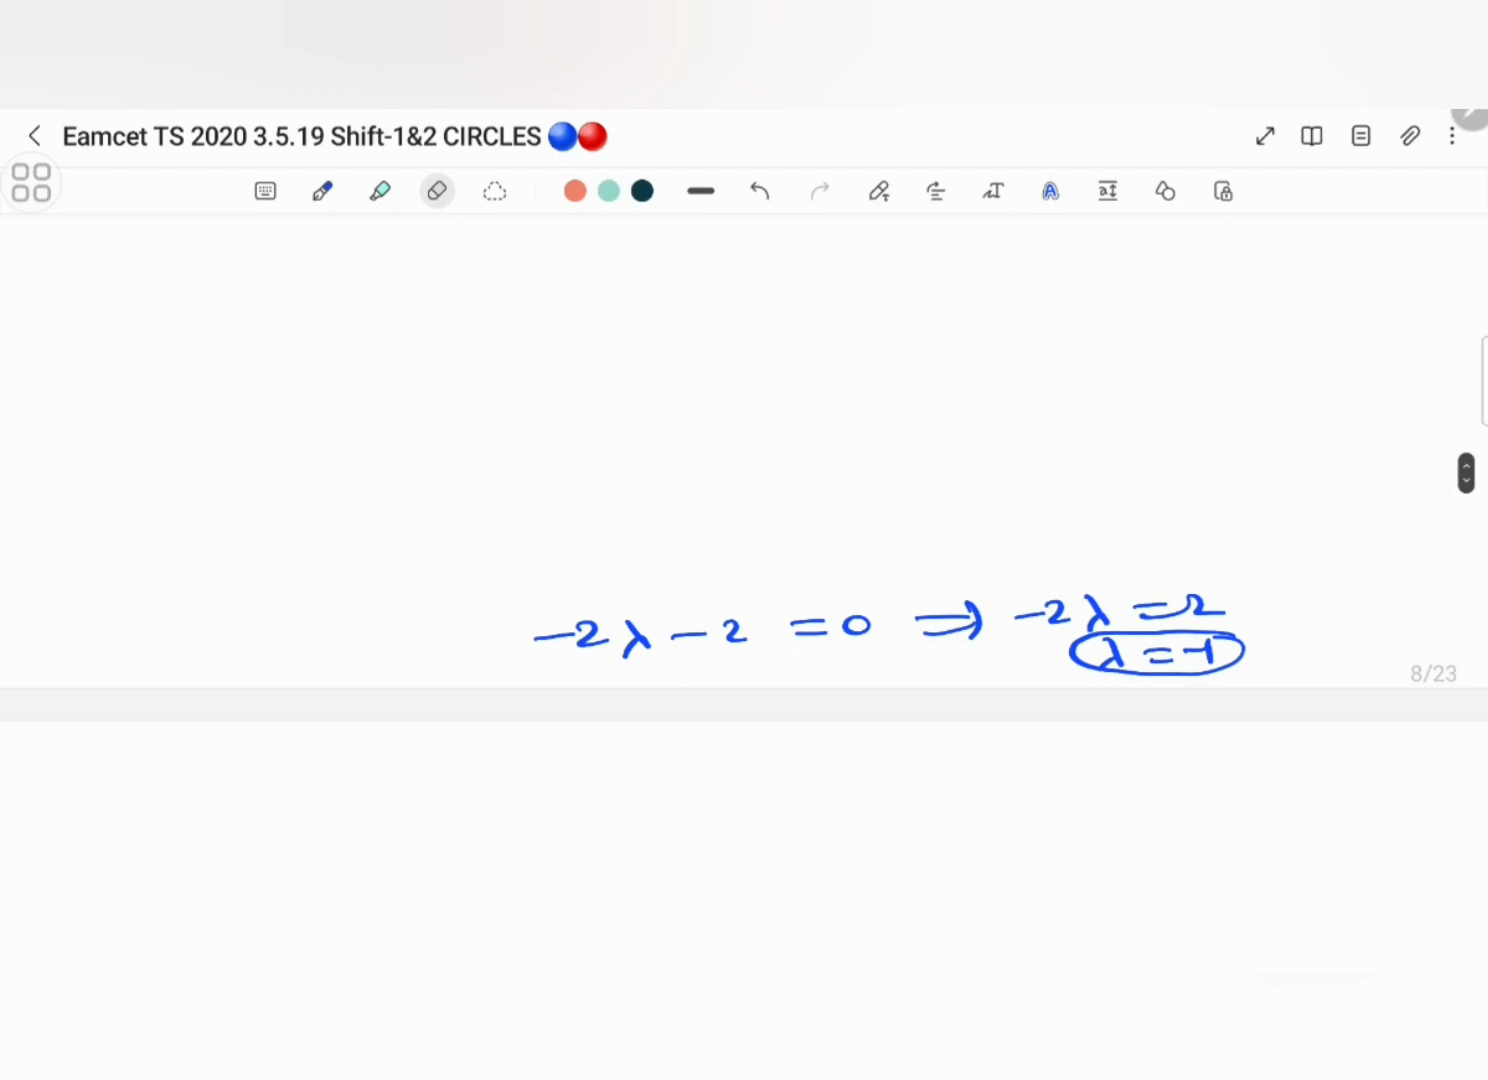 Eamcet TS 2020 3.5.19 Shift-1&2 CIRCLES 🔵🔴
-2λ - 2 = 0 ⇒ -2λ = 2
λ = -1
8/23